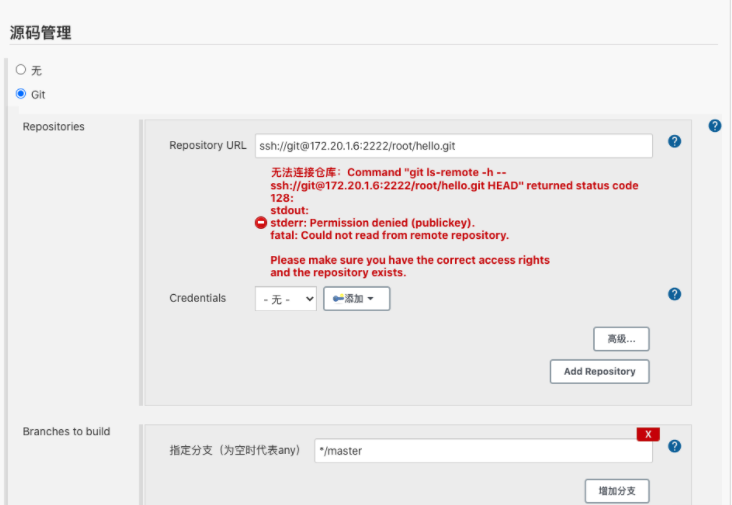 源码管理
无
Git
Repositories
Repository URL ssh://git@172.20.1.6:2222/root/hello.git
无法连接仓库：Command "git ls-remote -h --
ssh://git@172.20.1.6:2222/root/hello.git HEAD" returned status code
128:
stdout:
stderr: Permission denied (publickey).
fatal: Could not read from remote repository.
Please make sure you have the correct access rights
and the repository exists.
Credentials - 无 - 添加
高级...
Add Repository
Branches to build
X
指定分支（为空时代表any） */master
增加分支